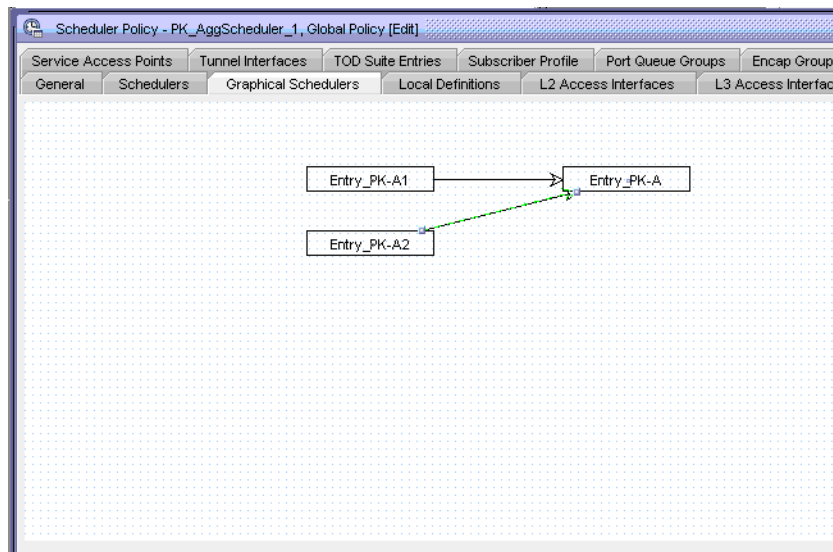 Scheduler Policy - PK_AggScheduler_1, Global Policy [Edit]
Service Access Points Tunnel Interfaces TOD Suite Entries Subscriber Profile Port Queue Groups Encap Group
General Schedulers Graphical Schedulers Local Definitions L2 Access Interfaces L3 Access Interfac
Entry_PK-A1 Entry_PK-A
Entry_PK-A2